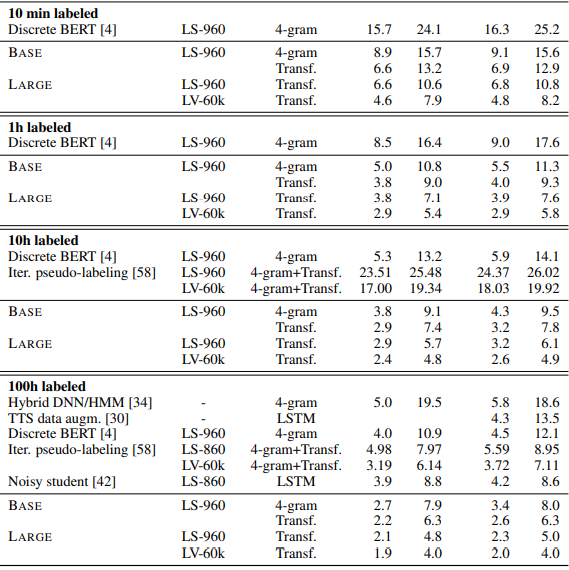 10 min labeled
Discrete BERT [4] LS-960 4-gram 15.7 24.1 16.3 25.2
BASE LS-960 4-gram 8.9 15.7 9.1 15.6
Transf. 6.6 13.2 6.9 12.9
LARGE LS-960 Transf. 6.6 10.6 6.8 10.8
LV-60k Transf. 4.6 7.9 4.8 8.2
1h labeled
Discrete BERT [4] LS-960 4-gram 8.5 16.4 9.0 17.6
BASE LS-960 4-gram 5.0 10.8 5.5 11.3
Transf. 3.8 9.0 4.0 9.3
LARGE LS-960 Transf. 3.8 7.1 3.9 7.6
LV-60k Transf. 2.9 5.4 2.9 5.8
10h labeled
Discrete BERT [4] LS-960 4-gram 5.3 13.2 5.9 14.1
Iter. pseudo-labeling [58] LS-960 4-gram+Transf. 23.51 25.48 24.37 26.02
LV-60k 4-gram+Transf. 17.00 19.34 18.03 19.92
BASE LS-960 4-gram 3.8 9.1 4.3 9.5
Transf. 2.9 7.4 3.2 7.8
LARGE LS-960 Transf. 2.9 5.7 3.2 6.1
LV-60k Transf. 2.4 4.8 2.6 4.9
100h labeled
Hybrid DNN/HMM [34] - 4-gram 5.0 19.5 5.8 18.6
TTS data augm. [30] - LSTM 4.3 13.5
Discrete BERT [4] LS-960 4-gram 4.0 10.9 4.5 12.1
Iter. pseudo-labeling [58] LS-860 4-gram+Transf. 4.98 7.97 5.59 8.95
LV-60k 4-gram+Transf. 3.19 6.14 3.72 7.11
Noisy student [42] LS-860 LSTM 3.9 8.8 4.2 8.6
BASE LS-960 4-gram 2.7 7.9 3.4 8.0
Transf. 2.2 6.3 2.6 6.3
LARGE LS-960 Transf. 2.1 4.8 2.3 5.0
LV-60k Transf. 1.9 4.0 2.0 4.0